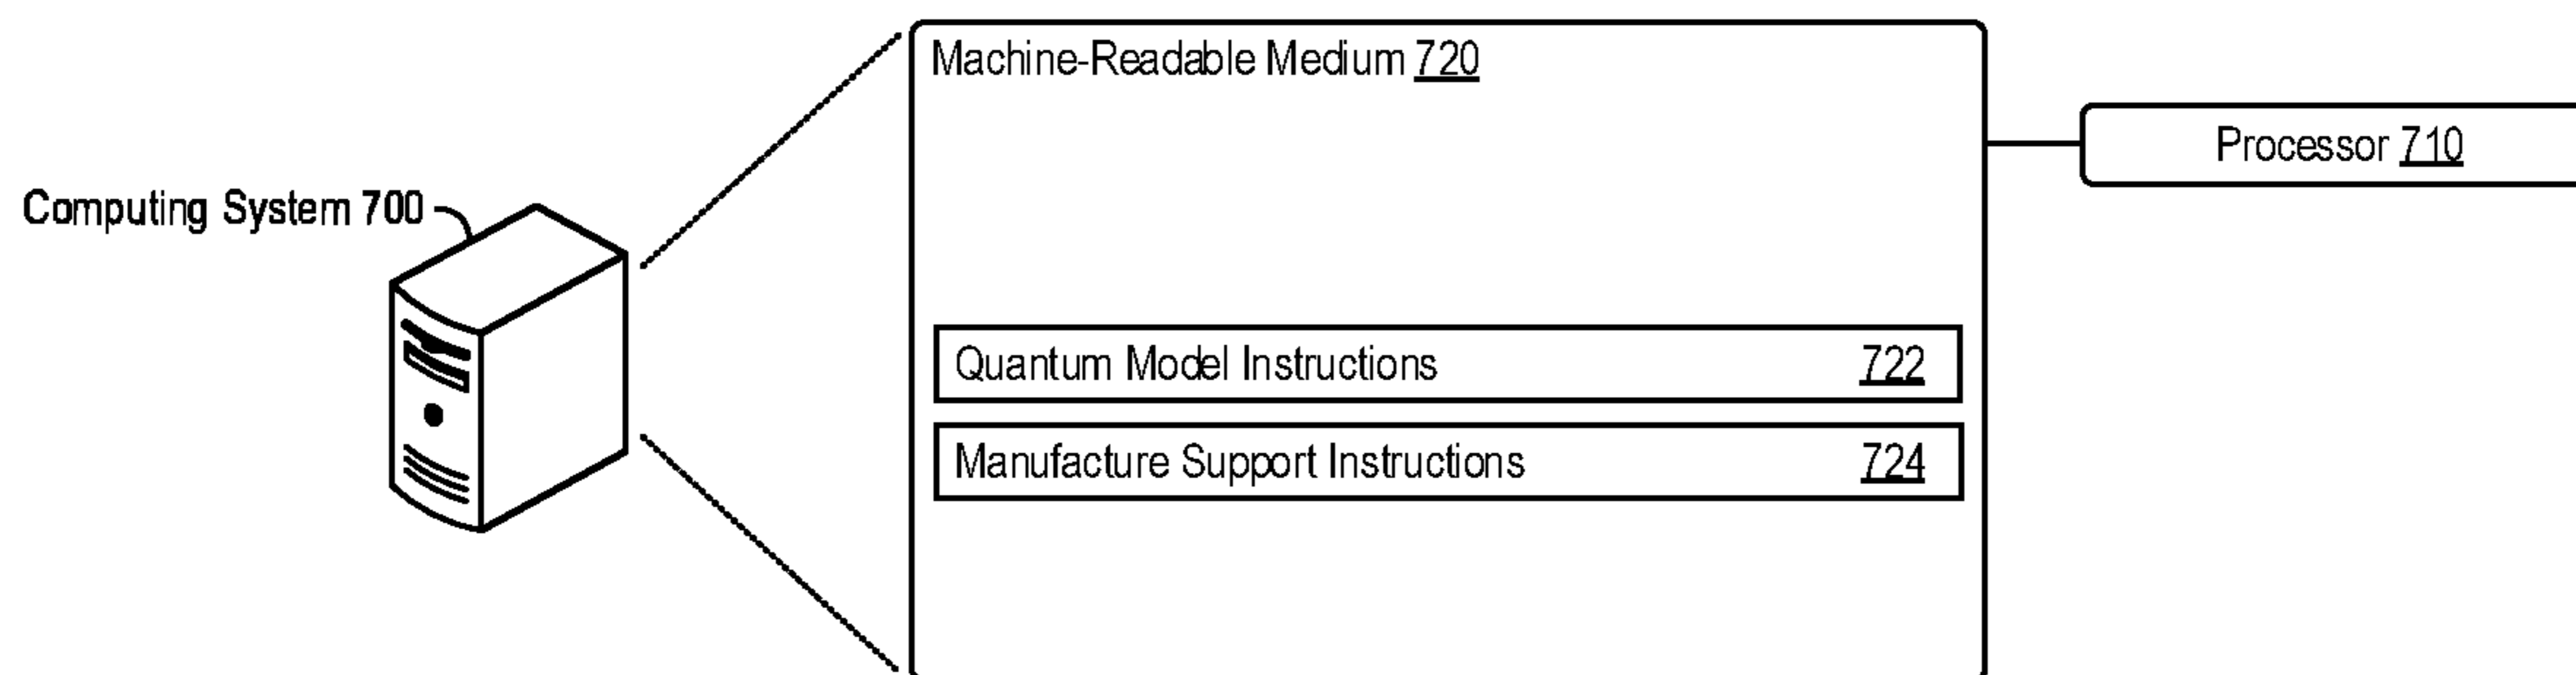 Machine-Readable Medium 720
Processor 710
Computing System 700
Quantum Model Instructions 722
Manufacture Support Instructions 724